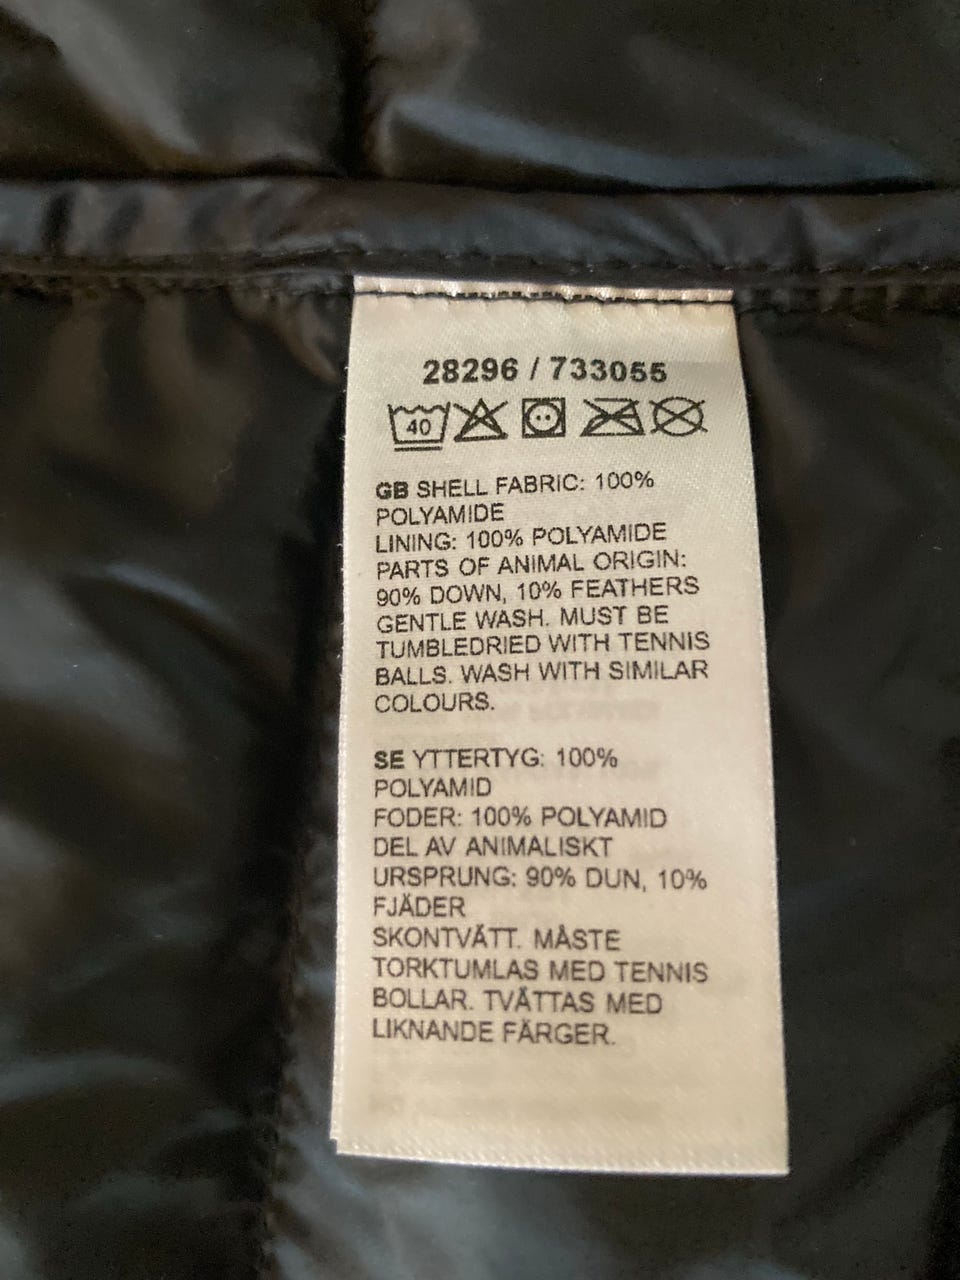 28296 / 733055
40
GB SHELL FABRIC: 100%
POLYAMIDE
LINING: 100% POLYAMIDE
PARTS OF ANIMAL ORIGIN:
90% DOWN, 10% FEATHERS
GENTLE WASH. MUST BE
TUMBLEDRIED WITH TENNIS
BALLS. WASH WITH SIMILAR
COLOURS.
SE YTTERTYG: 100%
POLYAMID
FODER: 100% POLYAMID
DEL AV ANIMALISKT
URSPRUNG: 90% DUN, 10%
FJÄDER
SKONTVÄTT. MÅSTE
TORKTUMLAS MED TENNIS
BOLLAR. TVÄTTAS MED
LIKNANDE FÄRGER.